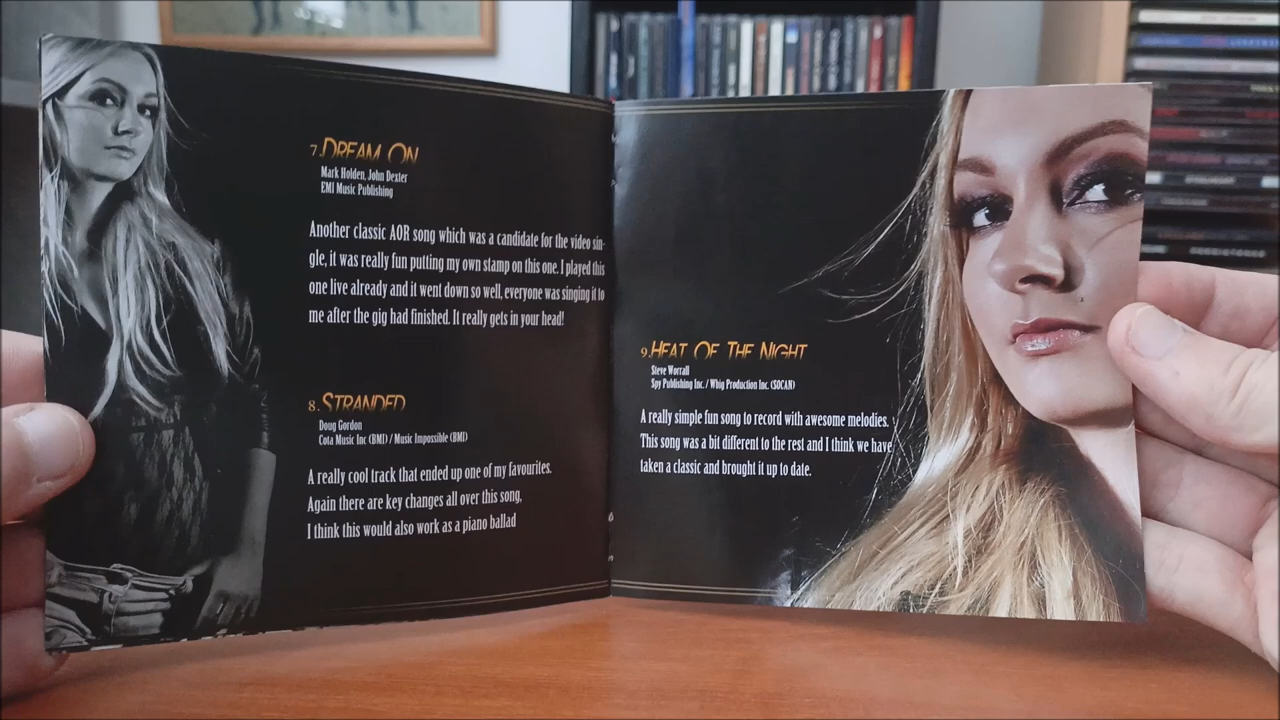 7. DREAM ON
Mark Holden, John Dexter
EMI Music Publishing
Another classic AOR song which was a candidate for the video sin-
gle, it was really fun putting my own stamp on this one. I played this
one live already and it went down so well, everyone was singing it to
me after the gig had finished. It really gets in your head!
8. STRANDED
Doug Gordon
Cota Music Inc (BMI) / Music Impossible (BMI)
A really cool track that ended up one of my favourites.
Again there are key changes all over this song,
I think this would also work as a piano ballad
9. HEAT OF THE NIGHT
Steve Worrall
Spy Publishing Inc. / Whig Production Inc. (SOCAN)
A really simple fun song to record with awesome melodies.
This song was a bit different to the rest and I think we have
taken a classic and brought it up to date.